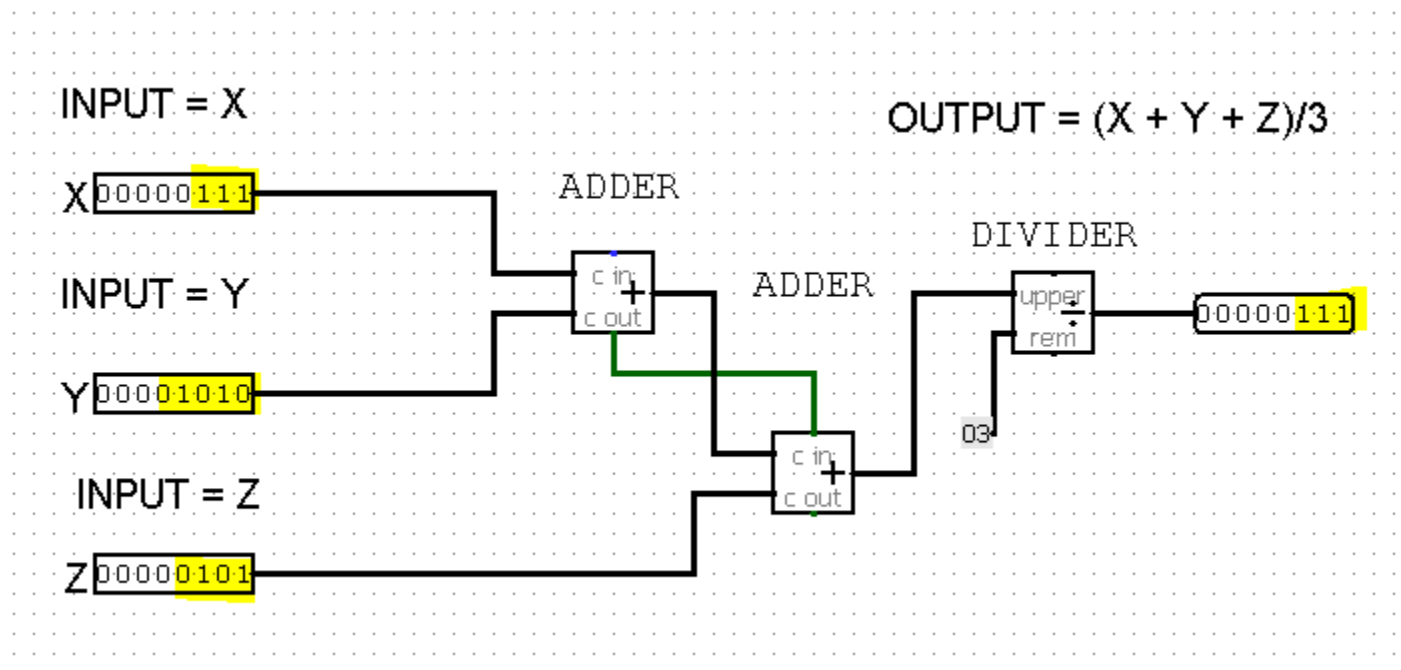 INPUT = X
OUTPUT = (X + Y + Z)/3
X 00000111
ADDER
DIVIDER
INPUT = Y
c in
+
c out
ADDER
upper
÷
rem
00000111
Y 00001010
03
c in
+
c out
INPUT = Z
Z 00000101